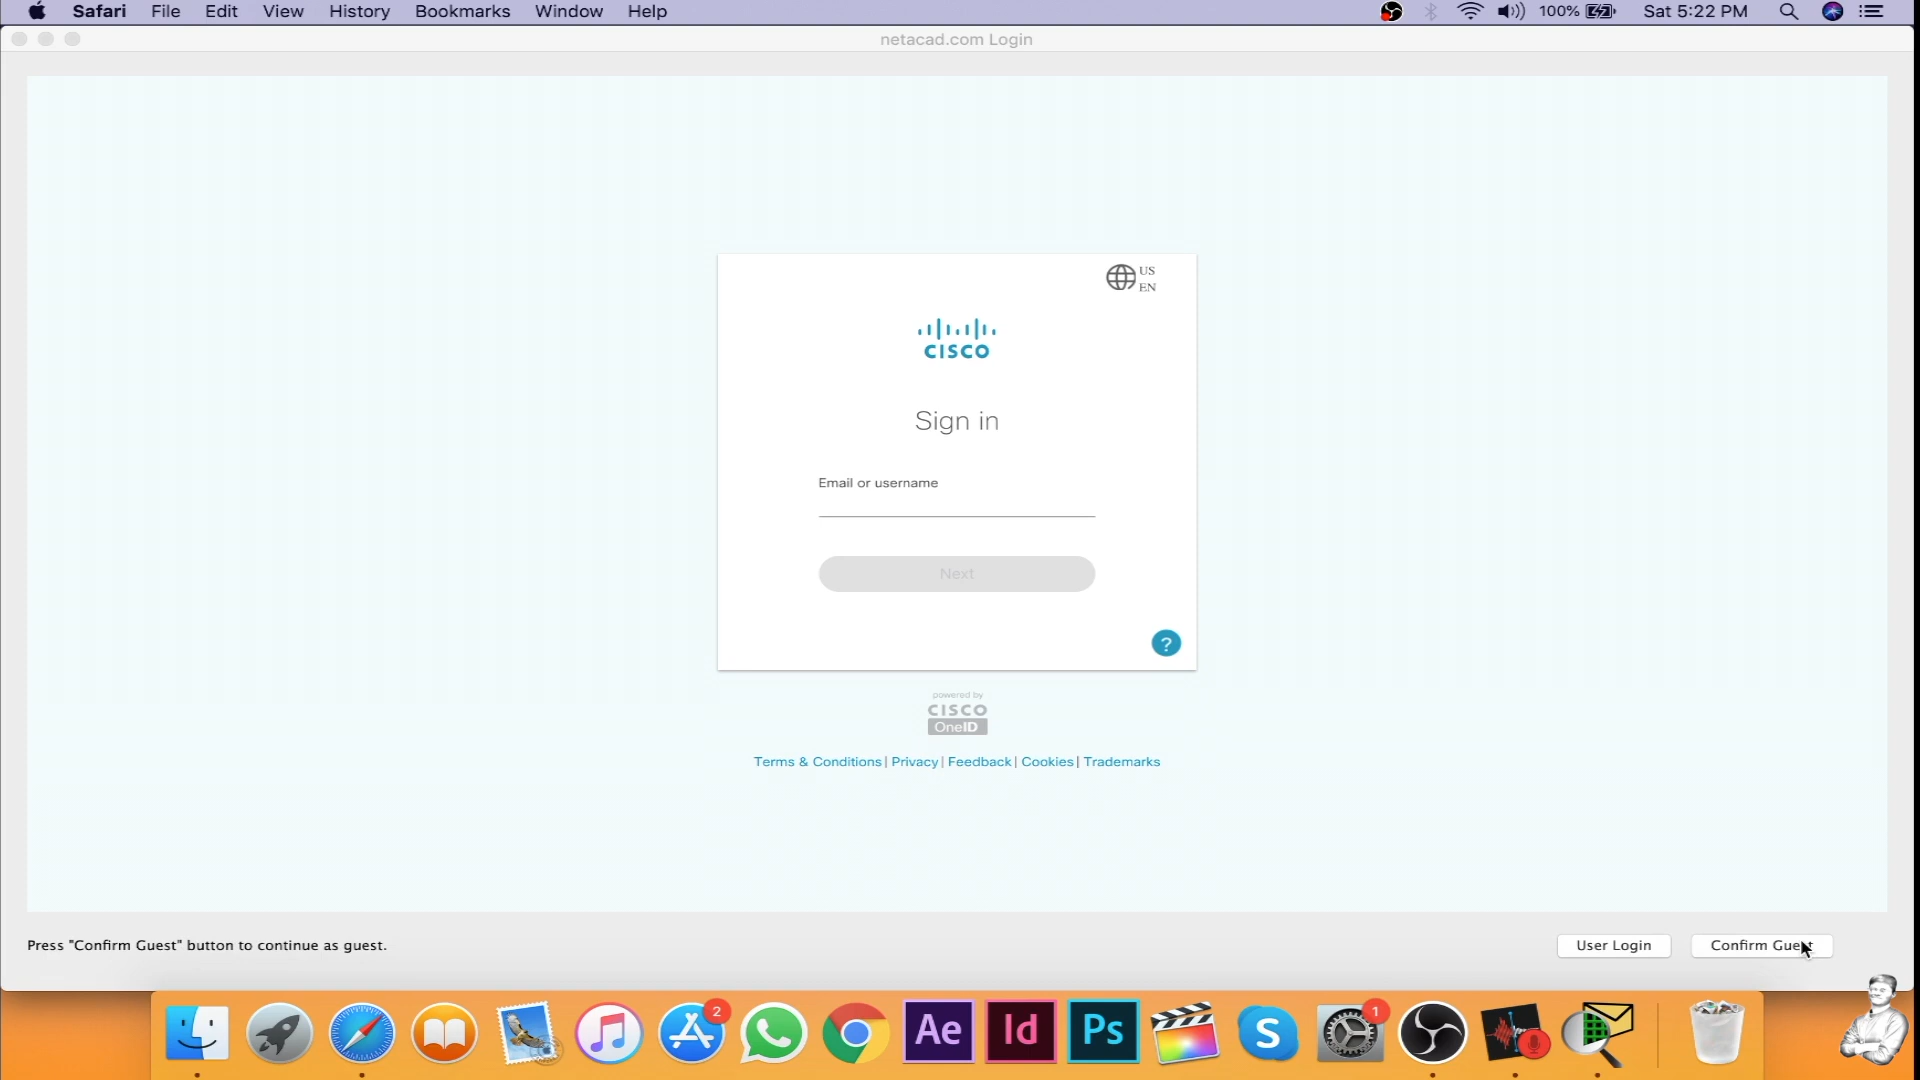 Safari File Edit View History Bookmarks Window Help 100% Sat 5:22 PM
netacad.com Login
US
EN
CISCO
Sign in
Email or username
Next
?
powered by
CISCO
OneID
Terms & Conditions | Privacy | Feedback | Cookies | Trademarks
Press "Confirm Guest" button to continue as guest.
User Login Confirm Guest
2 Ae Id Ps S 1